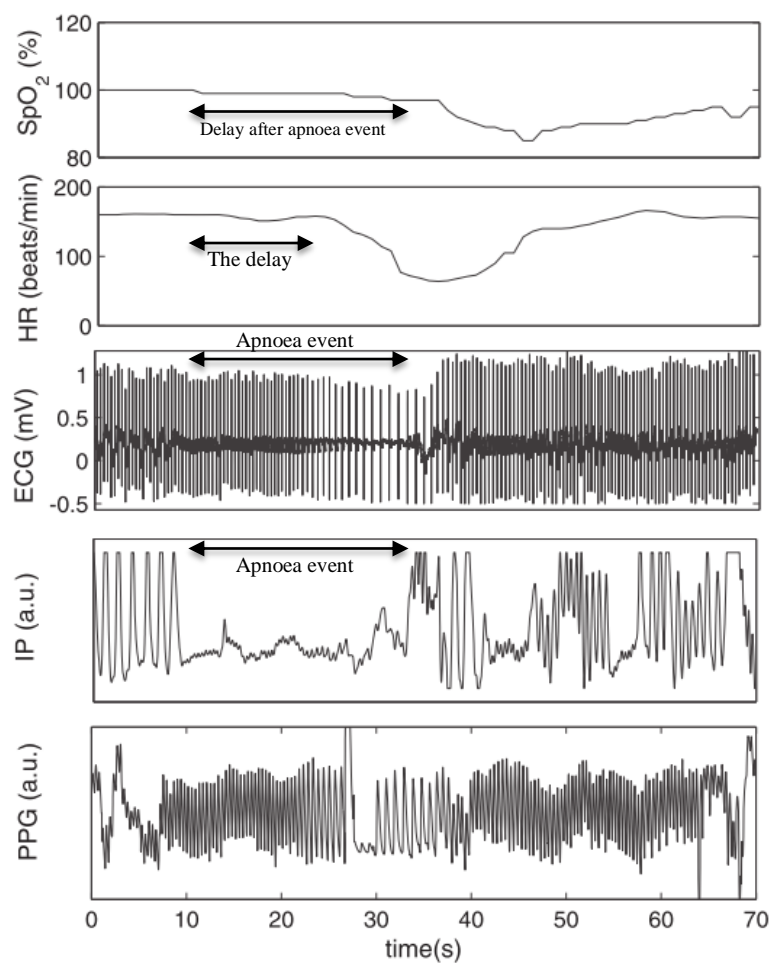 120
100
80
SpO2 (%)
Delay after apnoea event
200
100
0
HR (beats/min)
The delay
Apnoea event
1
0.5
0
-0.5
ECG (mV)
Apnoea event
IP (a.u.)
PPG (a.u.)
0 10 20 30 40 50 60 70
time(s)